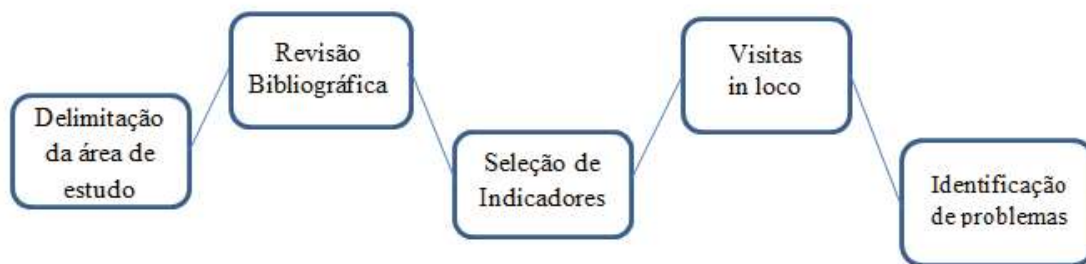 Delimitação
da área de
estudo
Revisão
Bibliográfica
Seleção de
Indicadores
Visitas
in loco
Identificação
de problemas